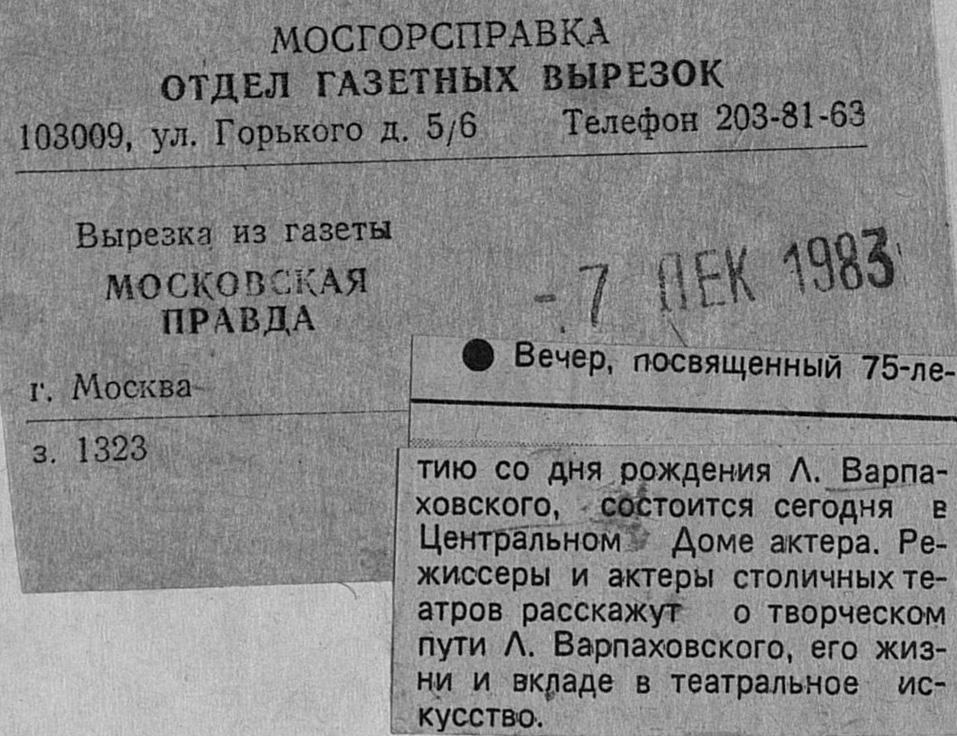 МОСГОРСПРАВКА
ОТДЕЛ ГАЗЕТНЫХ ВЫРЕЗОК
103009, ул. Горького д. 5/6 Телефон 203-81-63
Вырезка из газеты
МОСКОВСКАЯ
ПРАВДА
- 7 ДЕК 1983
г. Москва
з. 1323
● Вечер, посвященный 75-ле-
тию со дня рождения Л. Варпа-
ховского, состоится сегодня в
Центральном Доме актера. Ре-
жиссеры и актеры столичных те-
атров расскажут о творческом
пути Л. Варпаховского, его жиз-
ни и вкладе в театральное ис-
кусство.